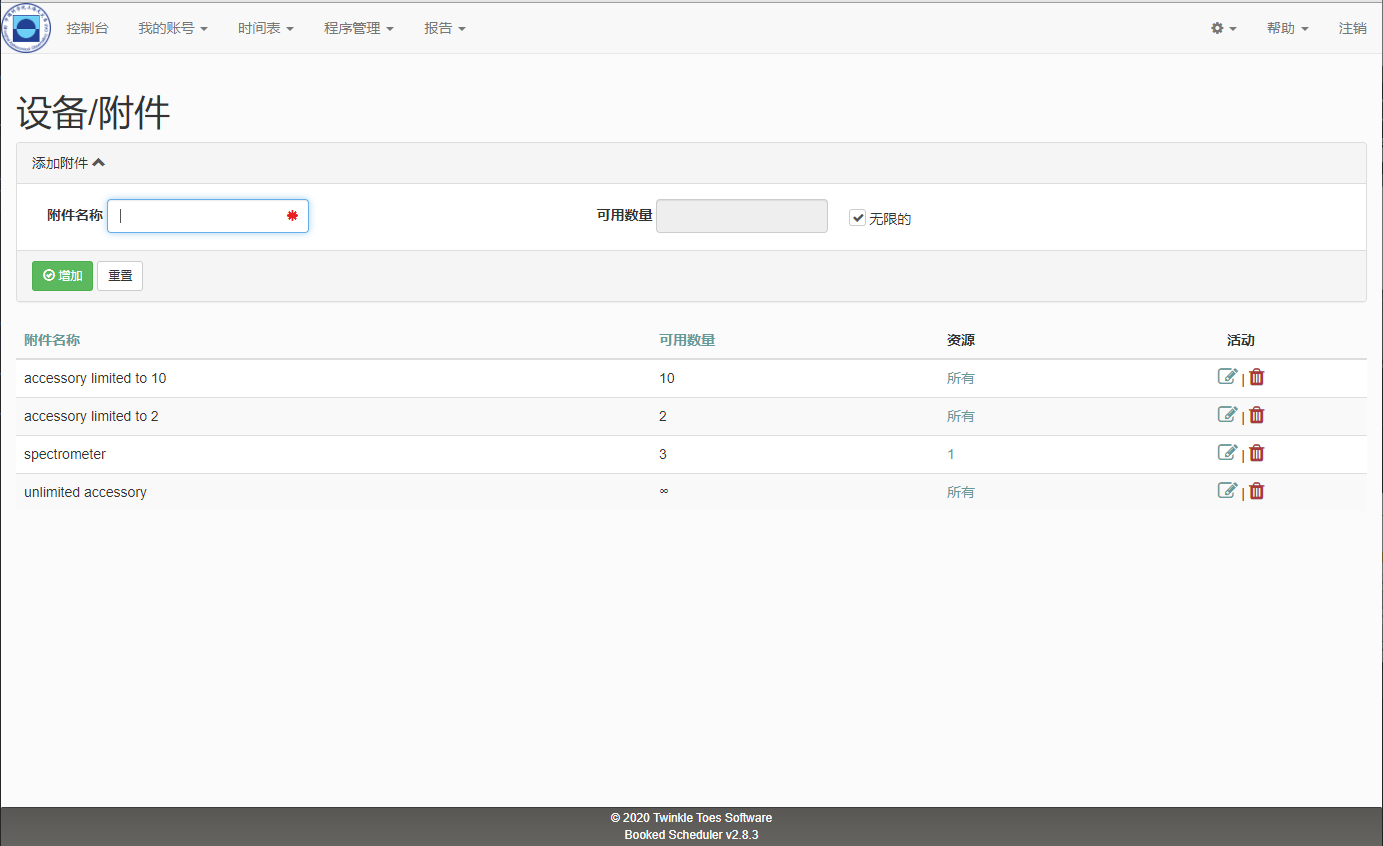 控制台 我的账号 时间表 程序管理 报告 帮助 注销
设备/附件
添加附件
附件名称 可用数量 无限的
增加 重置
附件名称 可用数量 资源 活动
accessory limited to 10 10 所有 |
accessory limited to 2 2 所有 |
spectrometer 3 1 |
unlimited accessory ∞ 所有 |
© 2020 Twinkle Toes Software
Booked Scheduler v2.8.3